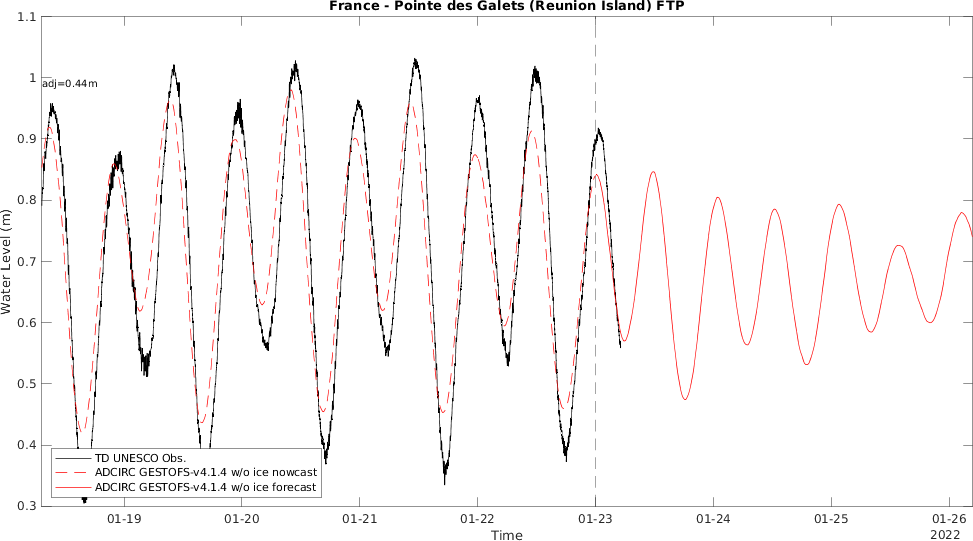 France - Pointe des Galets (Reunion Island) FTP
1.1
1
0.9
0.8
0.7
0.6
0.5
0.4
0.3
adj=0.44m
Water Level (m)
TD UNESCO Obs.
ADCIRC GESTOFS-v4.1.4 w/o ice nowcast
ADCIRC GESTOFS-v4.1.4 w/o ice forecast
01-19 01-20 01-21 01-22 01-23 01-24 01-25 01-26
Time
2022